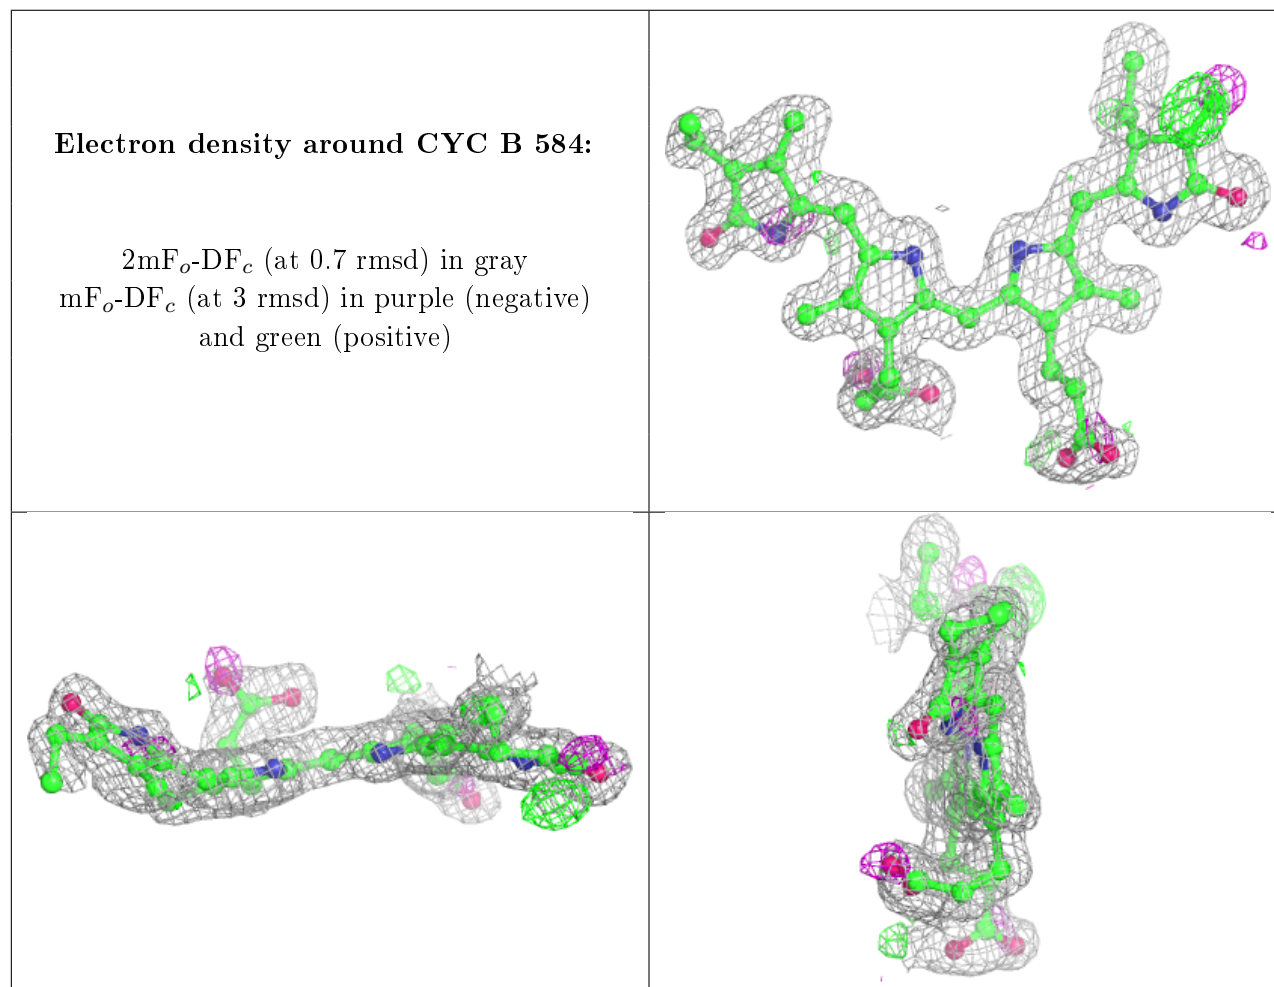 Electron density around CYC B 584:
2mFo-DFc (at 0.7 rmsd) in gray
mFo-DFc (at 3 rmsd) in purple (negative)
and green (positive)